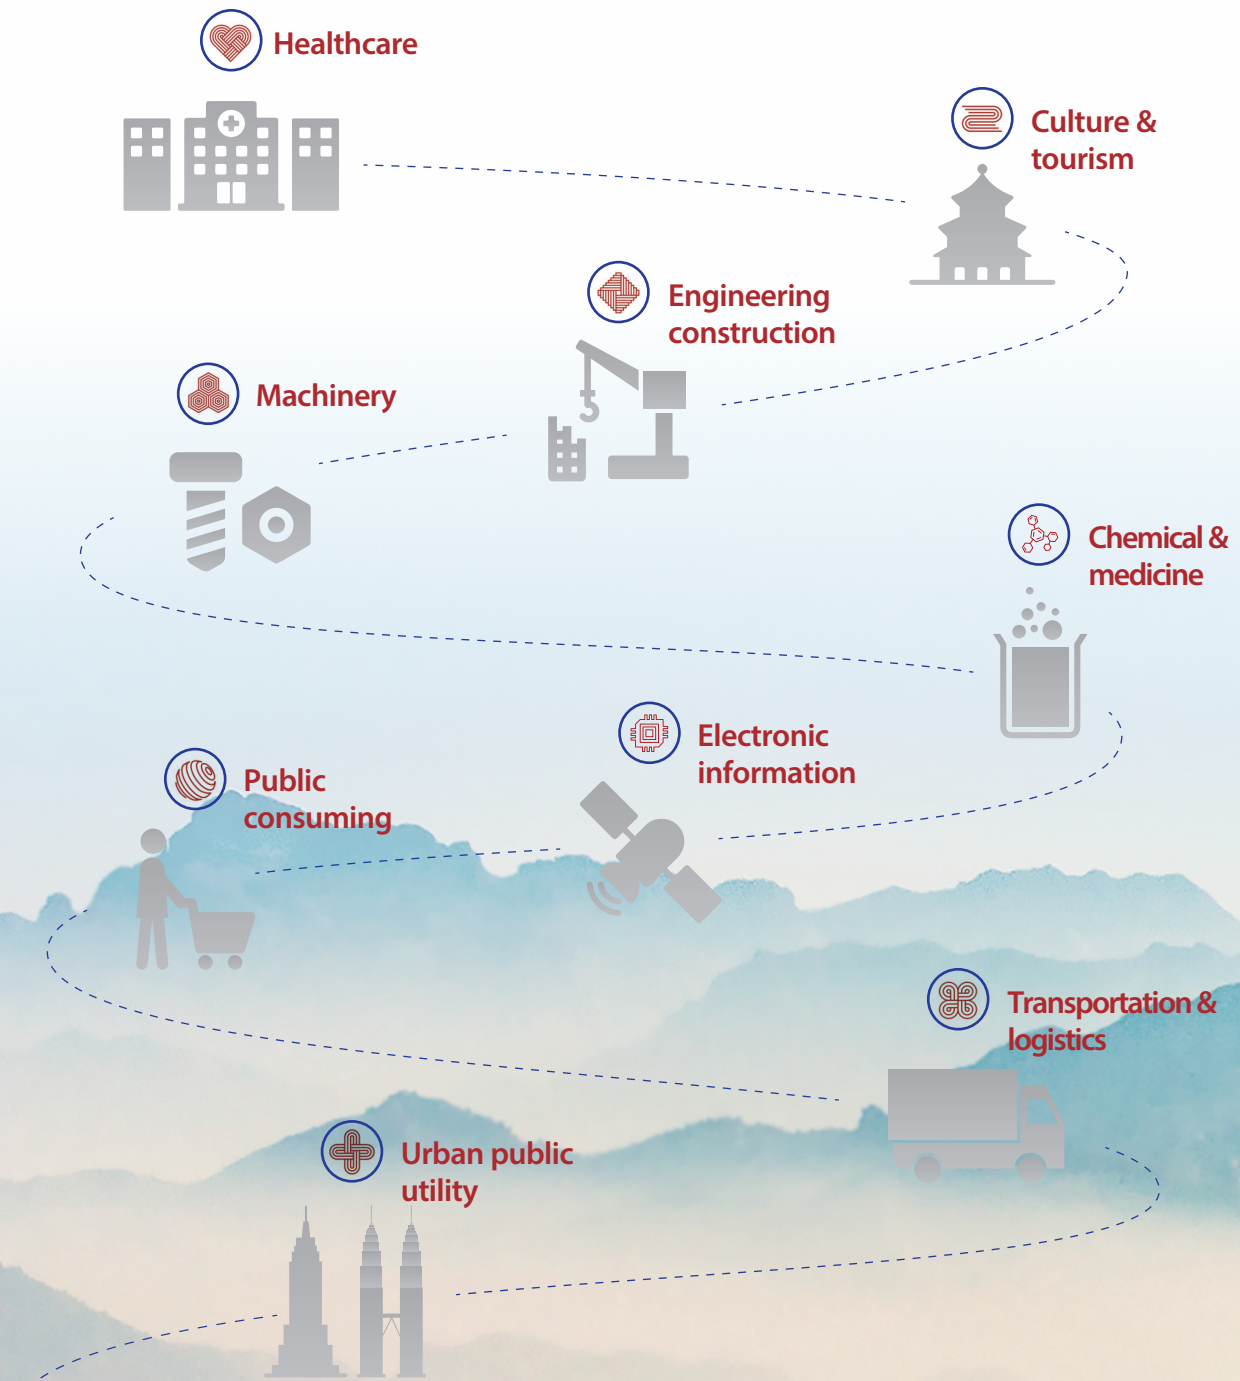 Healthcare
Culture &
tourism
Engineering
construction
Machinery
Chemical &
medicine
Electronic
information
Public
consuming
Transportation &
logistics
Urban public
utility